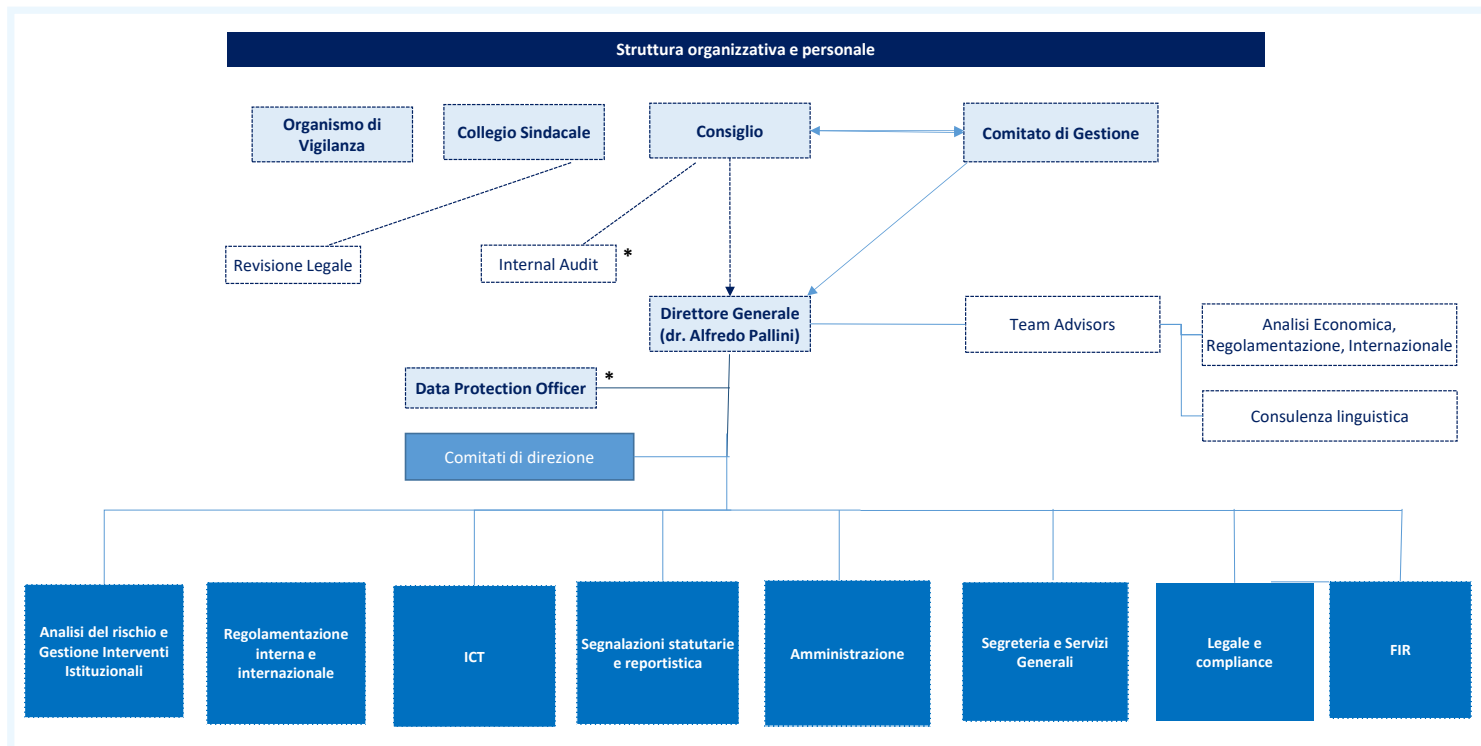 Struttura organizzativa e personale
Organismo di
Vigilanza
Collegio Sindacale
Consiglio
Comitato di Gestione
Revisione Legale
Internal Audit
*
Direttore Generale
(dr. Alfredo Pallini)
Team Advisors
Analisi Economica,
Regolamentazione, Internazionale
Data Protection Officer
*
Consulenza linguistica
Comitati di direzione
Analisi del rischio e
Gestione Interventi
Istituzionali
Regolamentazione
interna e
internazionale
ICT
Segnalazioni statutarie
e reportistica
Amministrazione
Segreteria e Servizi
Generali
Legale e
compliance
FIR